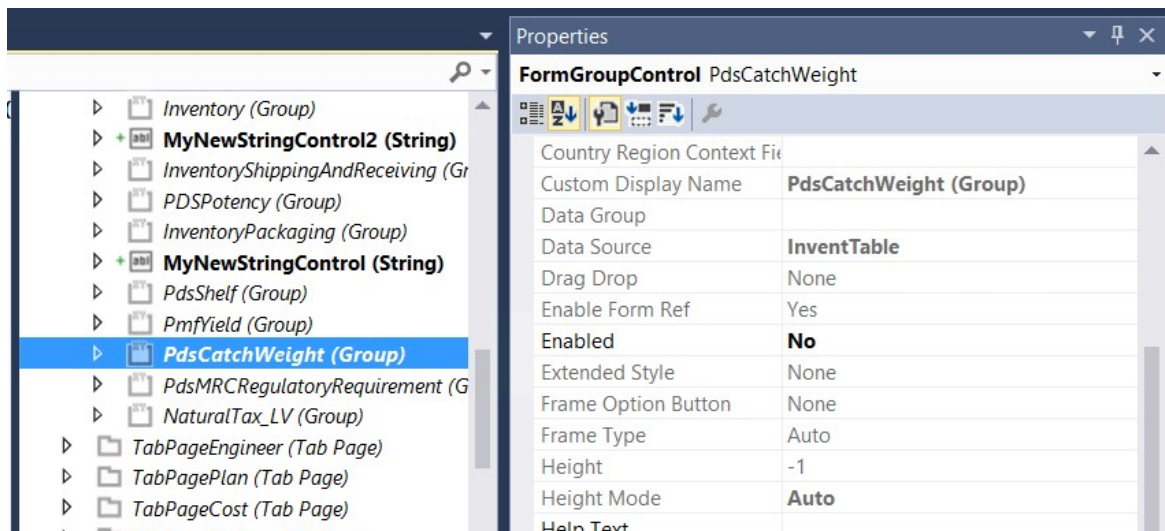 Properties
FormGroupControl PdsCatchWeight
Inventory (Group)
MyNewStringControl2 (String)
InventoryShippingAndReceiving (Gr
PDSPotency (Group)
InventoryPackaging (Group)
MyNewStringControl (String)
PdsShelf (Group)
PmfYield (Group)
PdsCatchWeight (Group)
PdsMRCRegulatoryRequirement (G
NaturalTax_LV (Group)
TabPageEngineer (Tab Page)
TabPagePlan (Tab Page)
TabPageCost (Tab Page)
Country Region Context Fie
Custom Display Name PdsCatchWeight (Group)
Data Group
Data Source InventTable
Drag Drop None
Enable Form Ref Yes
Enabled No
Extended Style None
Frame Option Button None
Frame Type Auto
Height -1
Height Mode Auto
Help Text